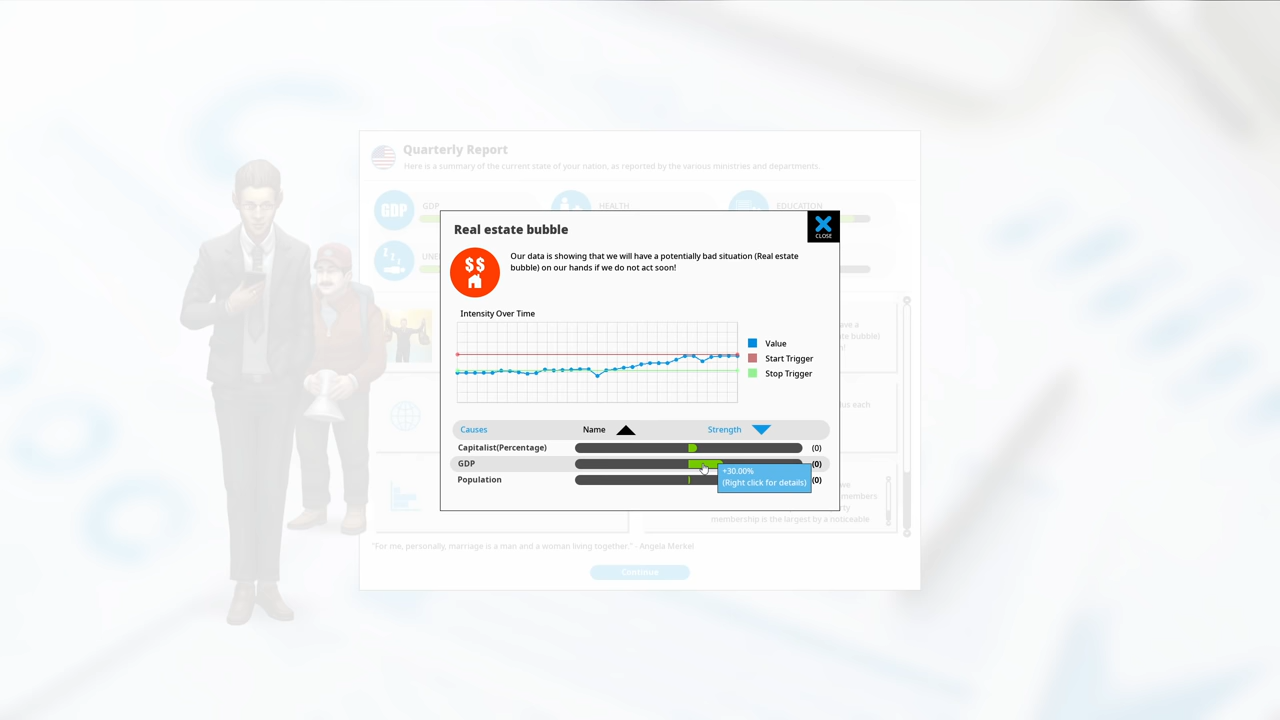 Quarterly Report
Here is a summary of the current state of your nation, as reported by the various ministries and departments.
GDP
GDP
HEALTH
EDUCATION
Real estate bubble
CLOSE
$$
Our data is showing that we will have a potentially bad situation (Real estate
bubble) on our hands if we do not act soon!
Intensity Over Time
Value
Start Trigger
Stop Trigger
Causes
Name
Strength
Capitalist(Percentage)
(0)
GDP
(0)
+30.00%
(Right click for details)
Population
(0)
members
membership is the largest by a noticeable
"For me, personally, marriage is a man and a woman living together." - Angela Merkel
Continue